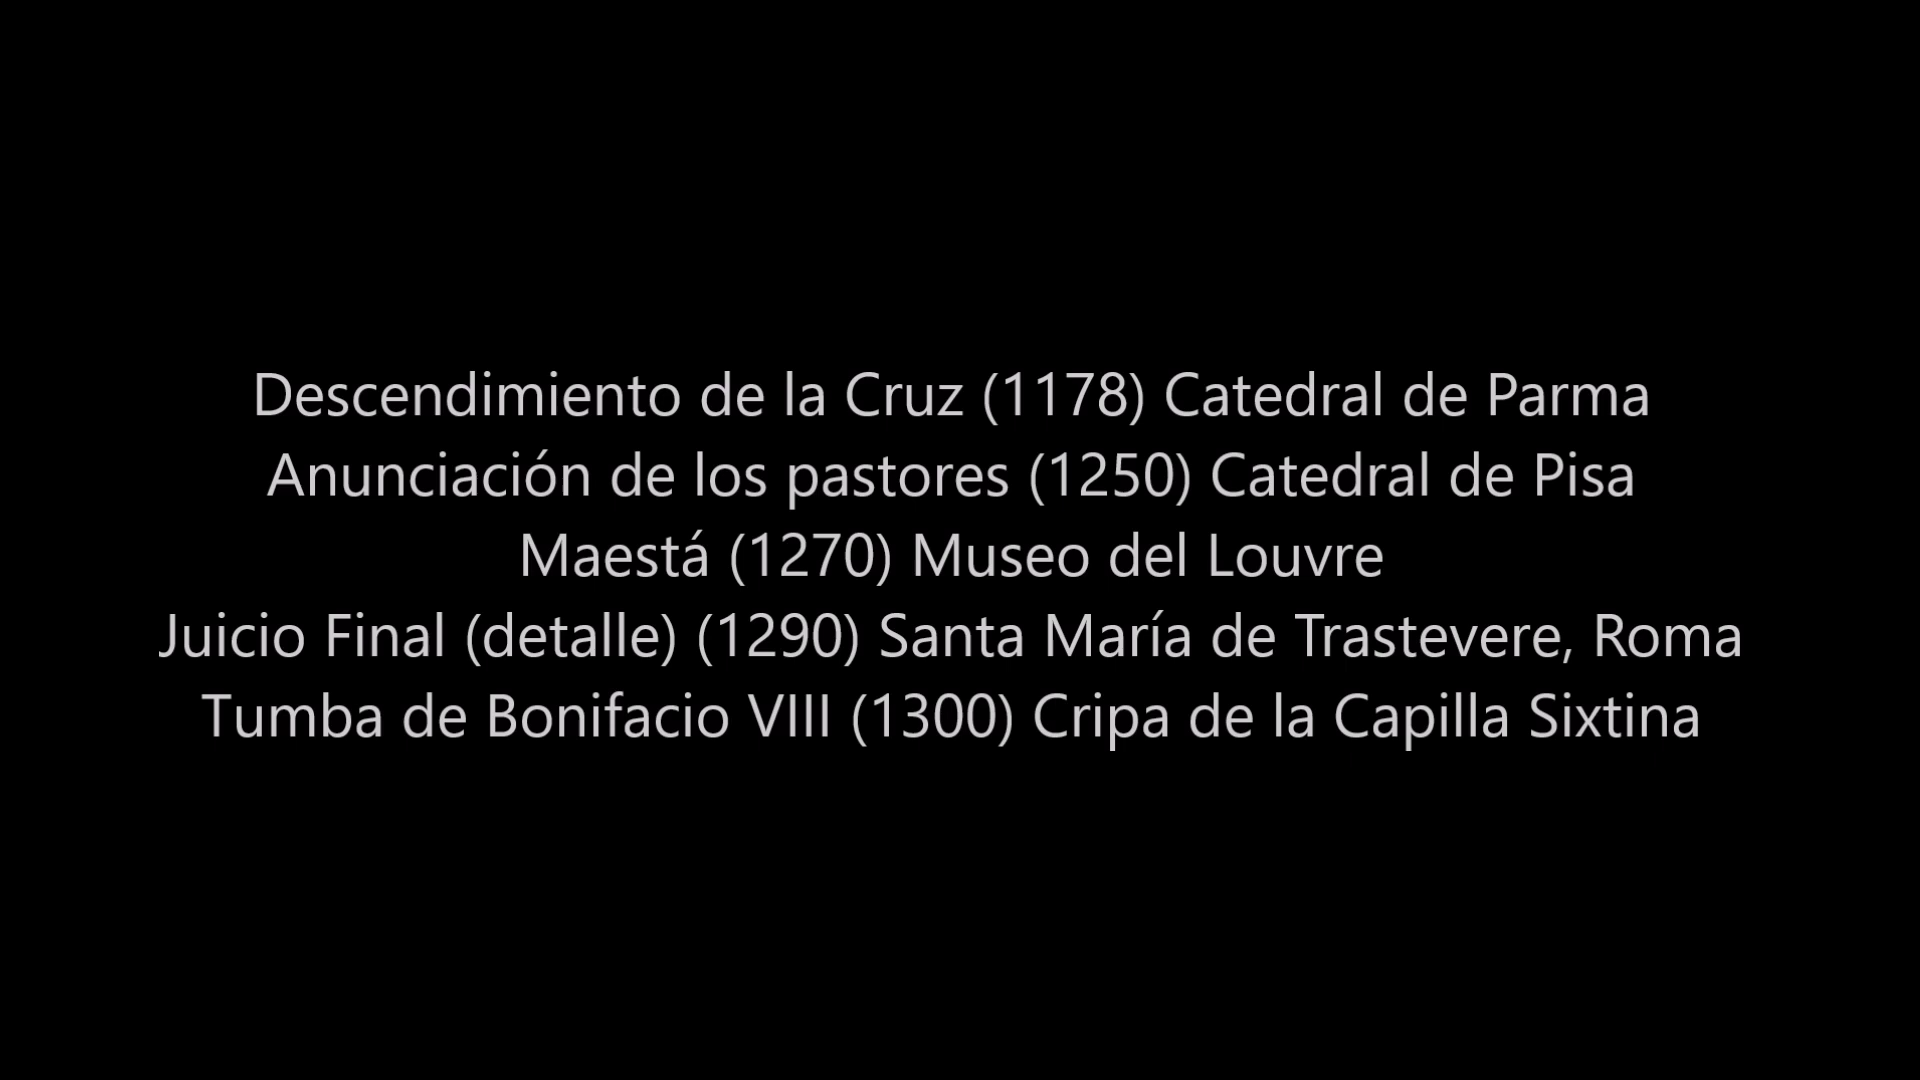 Descendimiento de la Cruz (1178) Catedral de Parma
Anunciación de los pastores (1250) Catedral de Pisa
Maestá (1270) Museo del Louvre
Juicio Final (detalle) (1290) Santa María de Trastevere, Roma
Tumba de Bonifacio VIII (1300) Cripa de la Capilla Sixtina